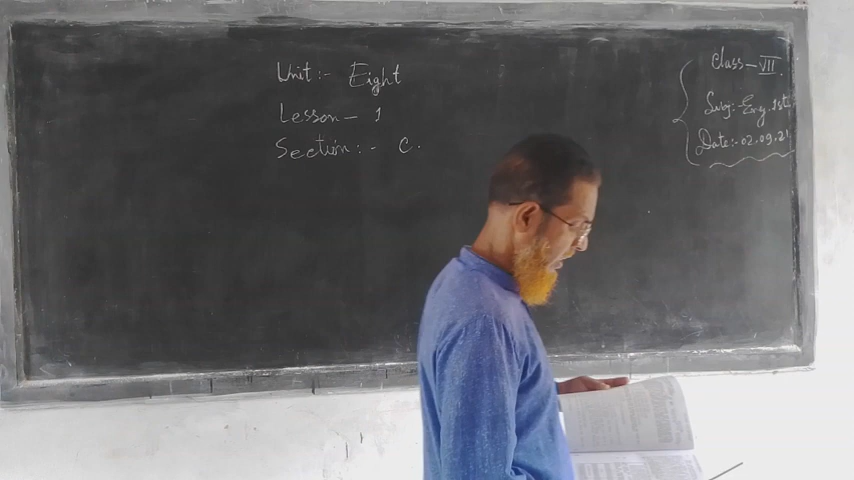 Unit:- Eight
Lesson - 1
Section:- C.
Class - VII.
Subj:- Eng. 1st
Date:- 02.09.21